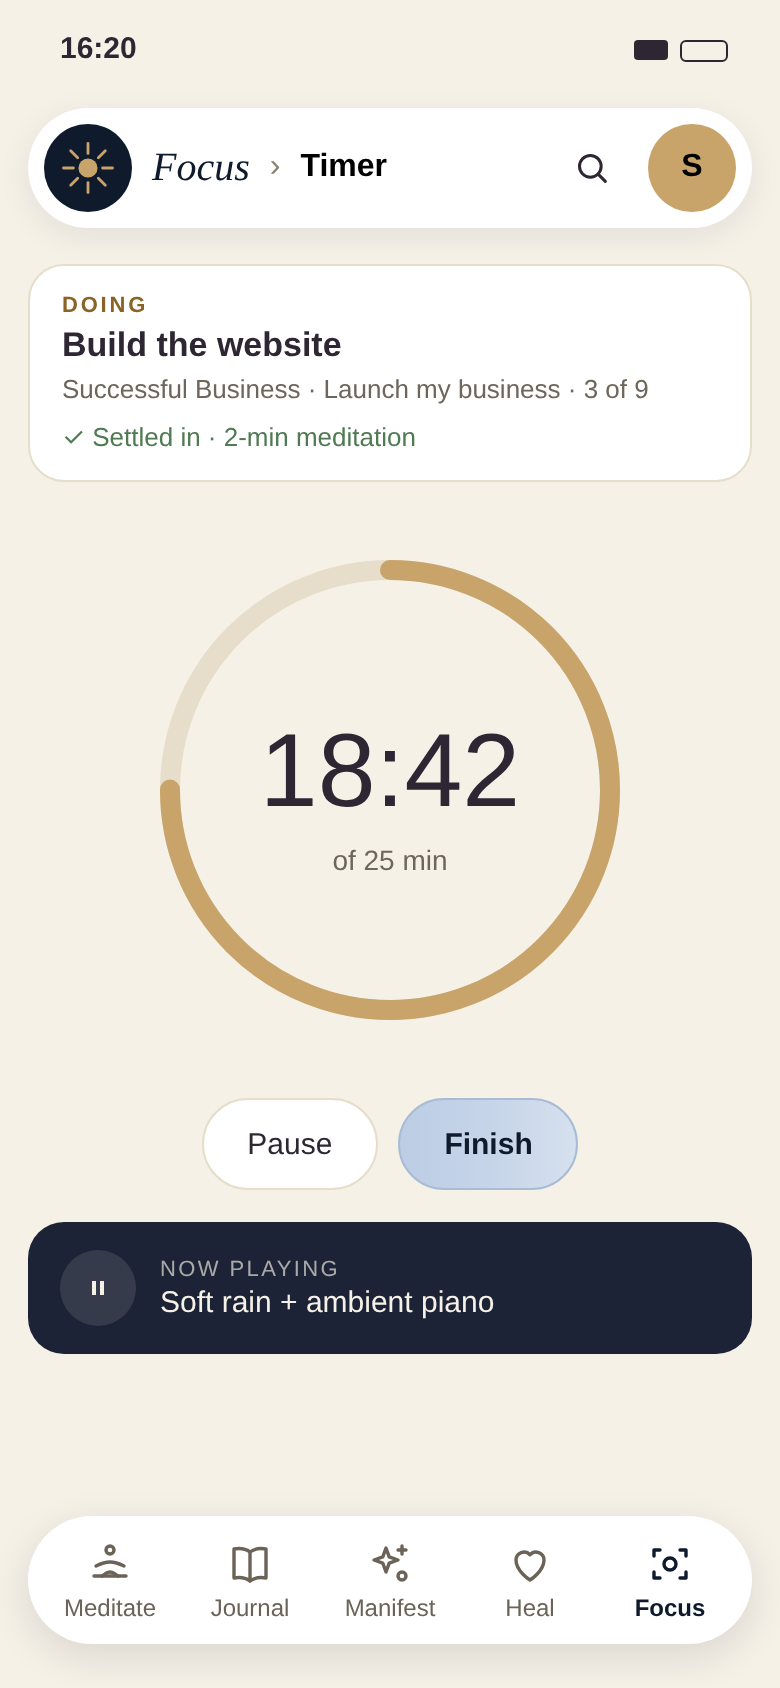 16:20
Focus › Timer
S
DOING
Build the website
Successful Business · Launch my business · 3 of 9
Settled in · 2-min meditation
18:42
of 25 min
Pause
Finish
NOW PLAYING
Soft rain + ambient piano
Meditate
Journal
Manifest
Heal
Focus